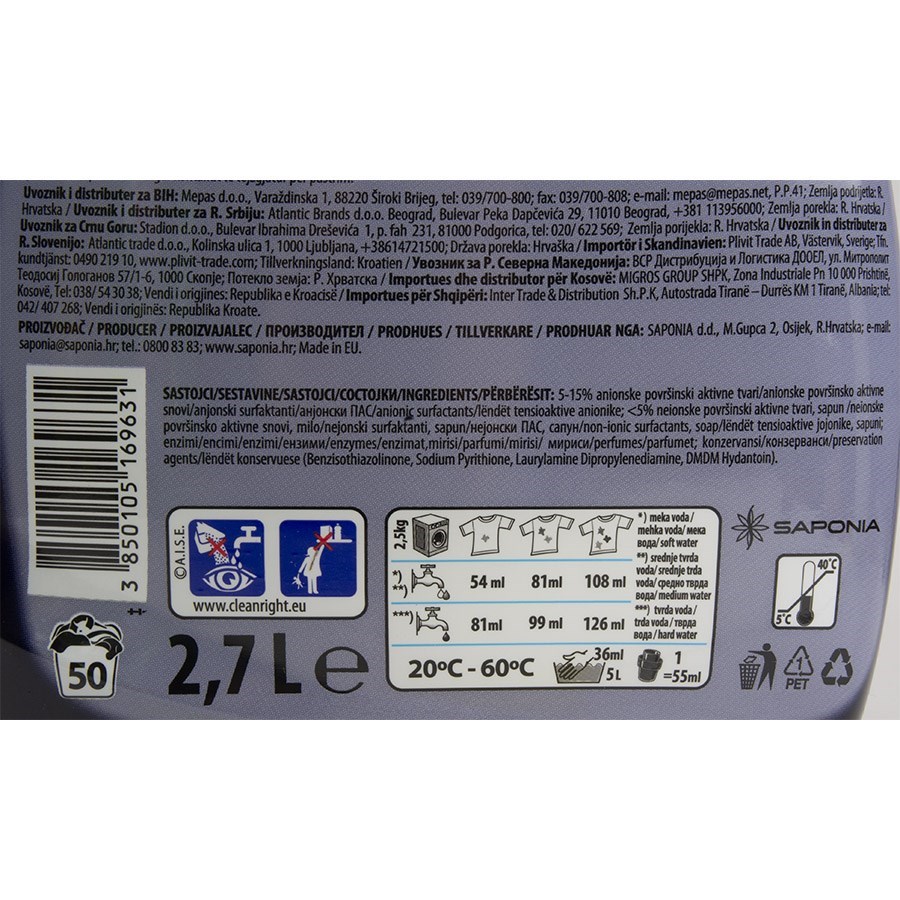 Uvoznik i distributer za BIH: Mepas d.o.o., Varaždinska 1, 88220 Široki Brijeg, tel: 039/700-800; fax: 039/700-808; e-mail: mepas@mepas.net, P.P.41; Zemlja podrijetla: R.
Hrvatska / Uvoznik i distributer za R. Srbiju: Atlantic Brands d.o.o. Beograd, Bulevar Peka Dapčevića 29, 11010 Beograd, +381 113956000; Zemlja porekla: R. Hrvatska /
Uvoznik za Crnu Goru: Stadion d.o.o., Bulevar Ibrahima Dreševića 1, p. fah 231, 81000 Podgorica, tel: 020/ 622 569; Zemlja porijekla: R. Hrvatska / Uvoznik in distributer za
R. Slovenijo: Atlantic trade d.o.o., Kolinska ulica 1, 1000 Ljubljana, +38614721500; Država porekla: Hrvaška / Importör i Skandinavien: Plivit Trade AB, Västervik, Sverige; Tfn.
kundtjänst: 0490 219 10, www.plivit-trade.com; Tillverkningsland: Kroatien / Увозник за Р. Северна Македонија: ВСР Дистрибуција и Логистика ДООЕЛ, ул. Митрополит
Теодосиј Гологанов 57/1-6, 1000 Скопје; Потекло земја: Р. Хрватска / Importues dhe distributor për Kosovë: MIGROS GROUP SHPK, Zona Industriale Pn 10 000 Prishtinë,
Kosovë, Tel: 038/ 54 30 38; Vendi i origjines: Republika e Kroacisë / Importues për Shqipëri: Inter Trade & Distribution Sh.P.K, Autostrada Tiranë – Durrës KM 1 Tiranë, Albania; tel:
042/ 407 268; Vendi i origjines: Republika Kroate.
PROIZVOĐAČ / PRODUCER / PROIZVAJALEC / ПРОИЗВОДИТЕЛ / PRODHUES / TILLVERKARE / PRODHUAR NGA: SAPONIA d.d., M.Gupca 2, Osijek, R.Hrvatska; e-mail:
saponia@saponia.hr; tel.: 0800 83 83; www.saponia.hr; Made in EU.
SASTOJCI/SESTAVINE/SASTOJCI/СОСТОЈКИ/INGREDIENTS/PËRBËRËSIT: 5-15% anionske površinski aktivne tvari/anionske površinsko aktivne
snovi/anjonski surfaktanti/анјонски ПАС/anionic surfactants/lëndët tensioaktive anionike; <5% neionske površinski aktivne tvari, sapun /neionske
površinsko aktivne snovi, milo/nejonski surfaktanti, sapun/нејонски ПАС, сапун/non-ionic surfactants, soap/lëndët tensioaktive jojonike, sapuni;
enzimi/encimi/enzimi/ензими/enzymes/enzimat,mirisi/parfumi/mirisi/ мириси/perfumes/parfumet; konzervansi/конзерванси/preservation
agents/lëndët konservuese (Benzisothiazolinone, Sodium Pyrithione, Laurylamine Dipropylenediamine, DMDM Hydantoin).
3 850105 169631
©A.I.S.E.
www.cleanright.eu
2,5kg
*) meka voda/
mehka voda/мека
вода/soft water
**) srednje tvrda
voda/srednje trda
voda/средно тврда
вода/medium water
***) tvrda voda/
trda voda/тврда
вода/hard water
*)
**)
54 ml 81ml 108 ml
***)
81ml 99 ml 126 ml
20ºC - 60ºC
36ml
5L
1
=55ml
SAPONIA
40°C
5°C
50
2,7 L e
1
PET